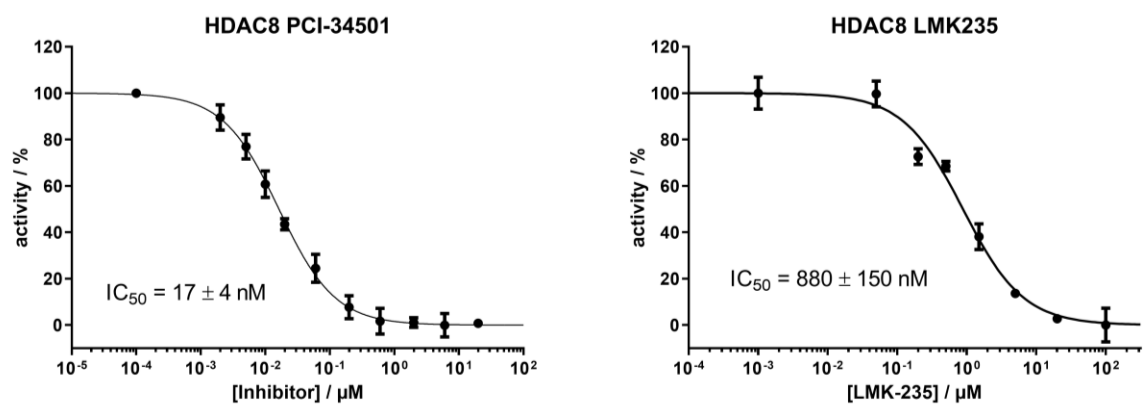 HDAC8 PCI-34501
120
100
80
60
40
20
0
activity / %
IC₅₀ = 17 ± 4 nM
10⁻⁵ 10⁻⁴ 10⁻³ 10⁻² 10⁻¹ 10⁰ 10¹ 10²
[Inhibitor] / µM
HDAC8 LMK235
120
100
80
60
40
20
0
activity / %
IC₅₀ = 880 ± 150 nM
10⁻⁴ 10⁻³ 10⁻² 10⁻¹ 10⁰ 10¹ 10²
[LMK-235] / µM